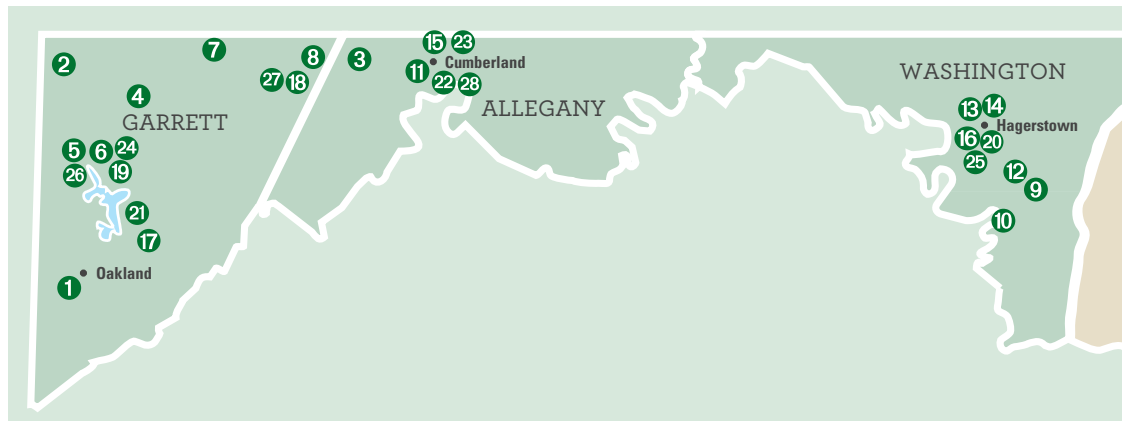 15 23
7
8
3
2
11 Cumberland
27 18
22 28
WASHINGTON
4
ALLEGANY
13 14
GARRETT
Hagerstown
5 6 24
16 20
26 19
25
12
9
21
10
17
Oakland
1